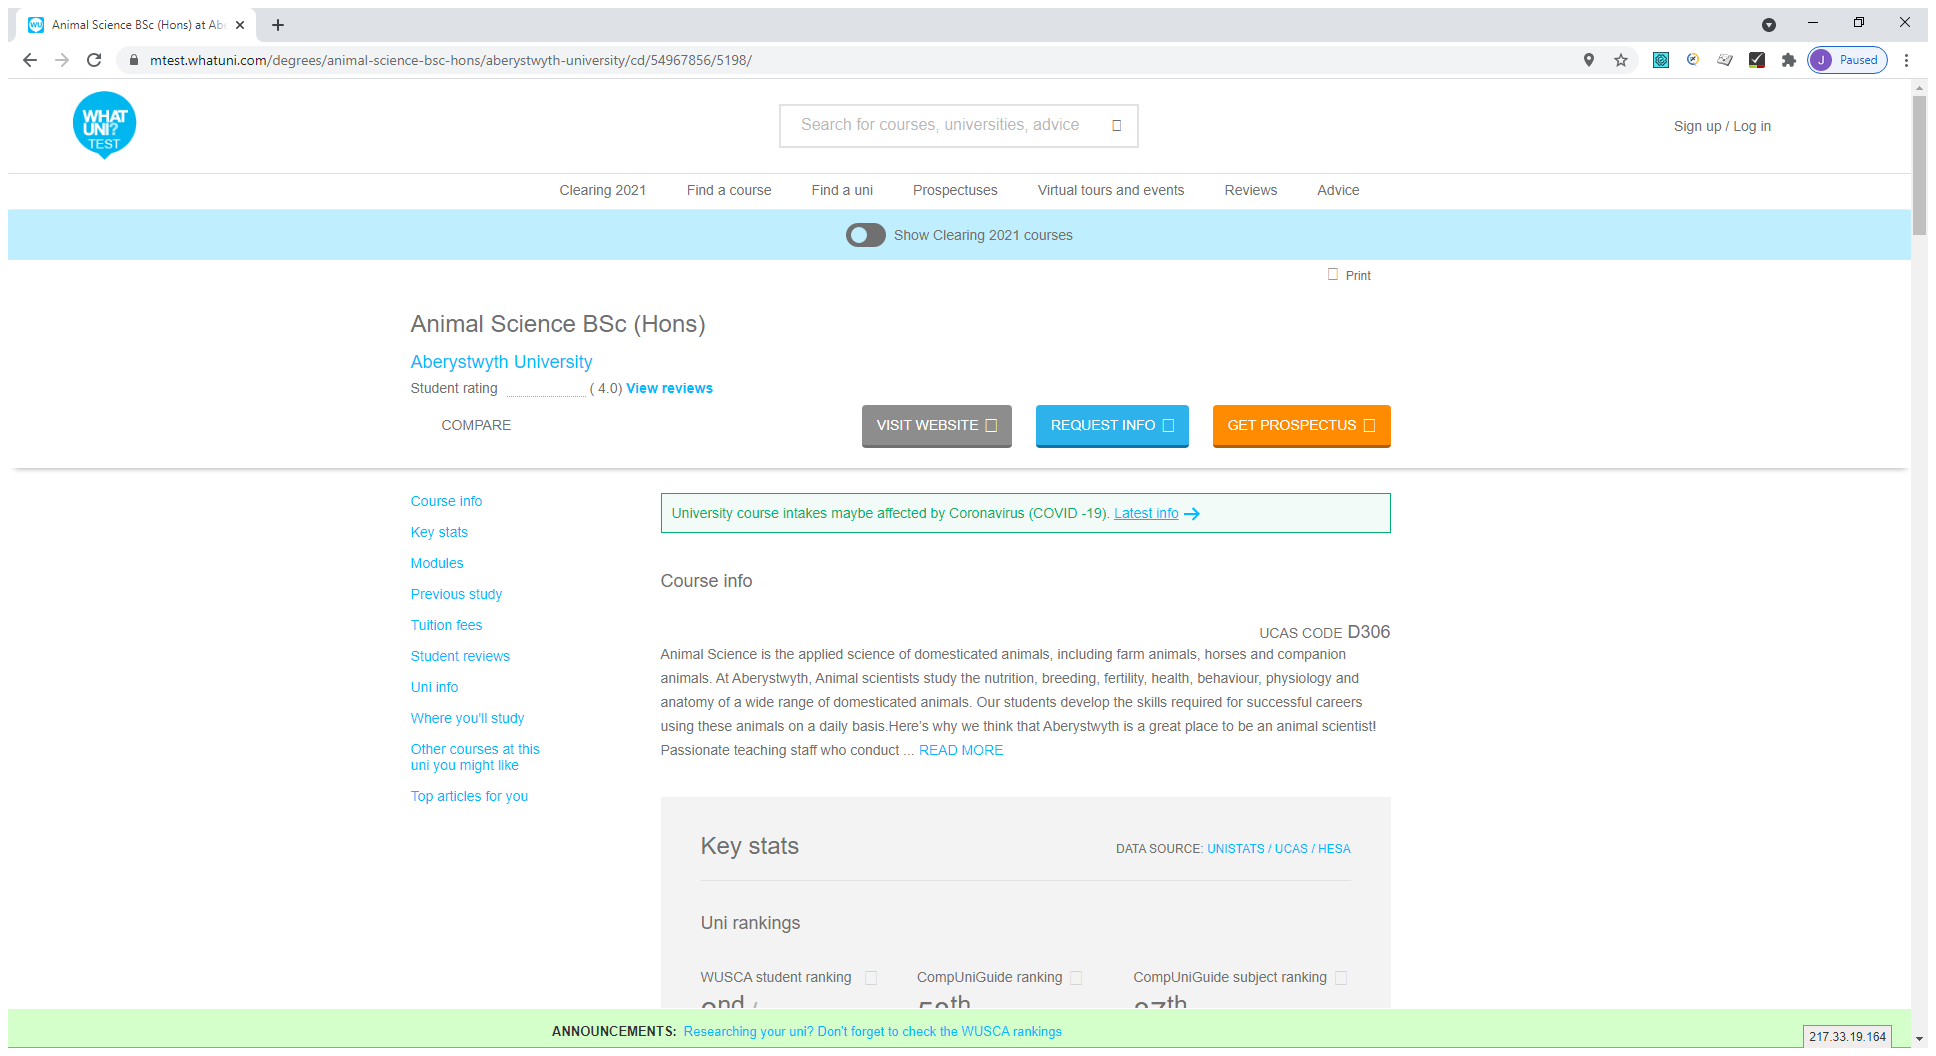 Animal Science BSc (Hons) at Abe
mtest.whatuni.com/degrees/animal-science-bsc-hons/aberystwyth-university/cd/54967856/5198/
J Paused
WHAT
UNI?
TEST
Search for courses, universities, advice
Sign up / Log in
Clearing 2021 Find a course Find a uni Prospectuses Virtual tours and events Reviews Advice
Show Clearing 2021 courses
Print
Animal Science BSc (Hons)
Aberystwyth University
Student rating ( 4.0) View reviews
COMPARE
VISIT WEBSITE
REQUEST INFO
GET PROSPECTUS
Course info
Key stats
Modules
Previous study
Tuition fees
Student reviews
Uni info
Where you'll study
Other courses at this
uni you might like
Top articles for you
University course intakes maybe affected by Coronavirus (COVID -19). Latest info
Course info
UCAS CODE D306
Animal Science is the applied science of domesticated animals, including farm animals, horses and companion
animals. At Aberystwyth, Animal scientists study the nutrition, breeding, fertility, health, behaviour, physiology and
anatomy of a wide range of domesticated animals. Our students develop the skills required for successful careers
using these animals on a daily basis.Here’s why we think that Aberystwyth is a great place to be an animal scientist!
Passionate teaching staff who conduct ... READ MORE
Key stats
DATA SOURCE: UNISTATS / UCAS / HESA
Uni rankings
WUSCA student ranking CompUniGuide ranking CompUniGuide subject ranking
ANNOUNCEMENTS: Researching your uni? Don't forget to check the WUSCA rankings
217.33.19.164